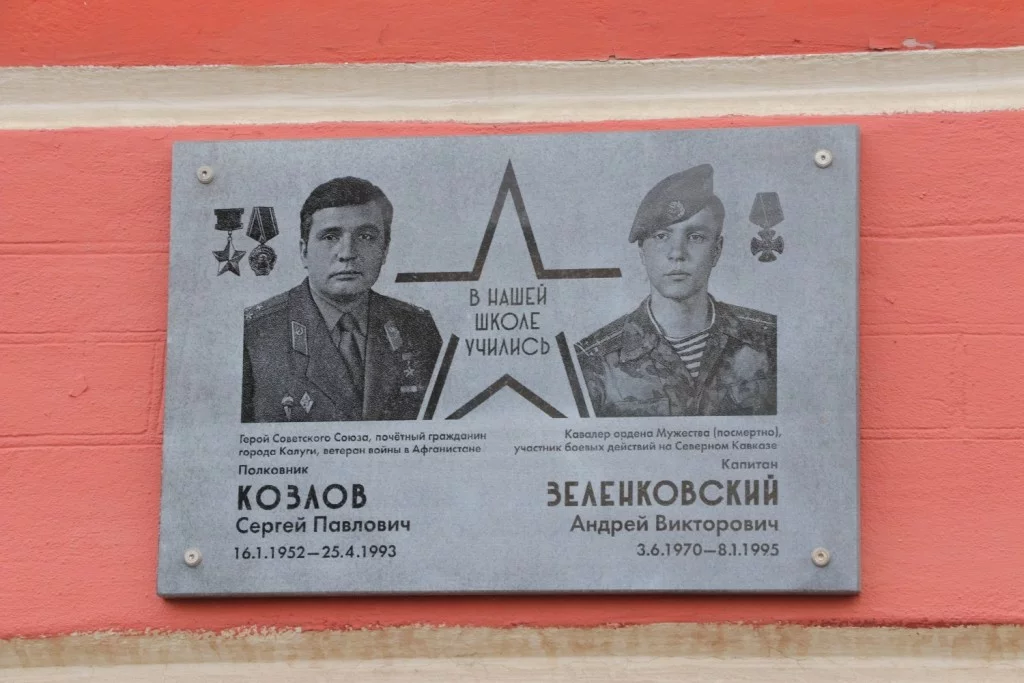 В НАШЕЙ
ШКОЛЕ
УЧИЛИСЬ
Герой Советского Союза, почётный гражданин
города Калуги, ветеран войны в Афганистане
Полковник
КОЗЛОВ
Сергей Павлович
16.1.1952—25.4.1993
Кавалер ордена Мужества (посмертно),
участник боевых действий на Северном Кавказе
Капитан
ЗЕЛЕНКОВСКИЙ
Андрей Викторович
3.6.1970—8.1.1995